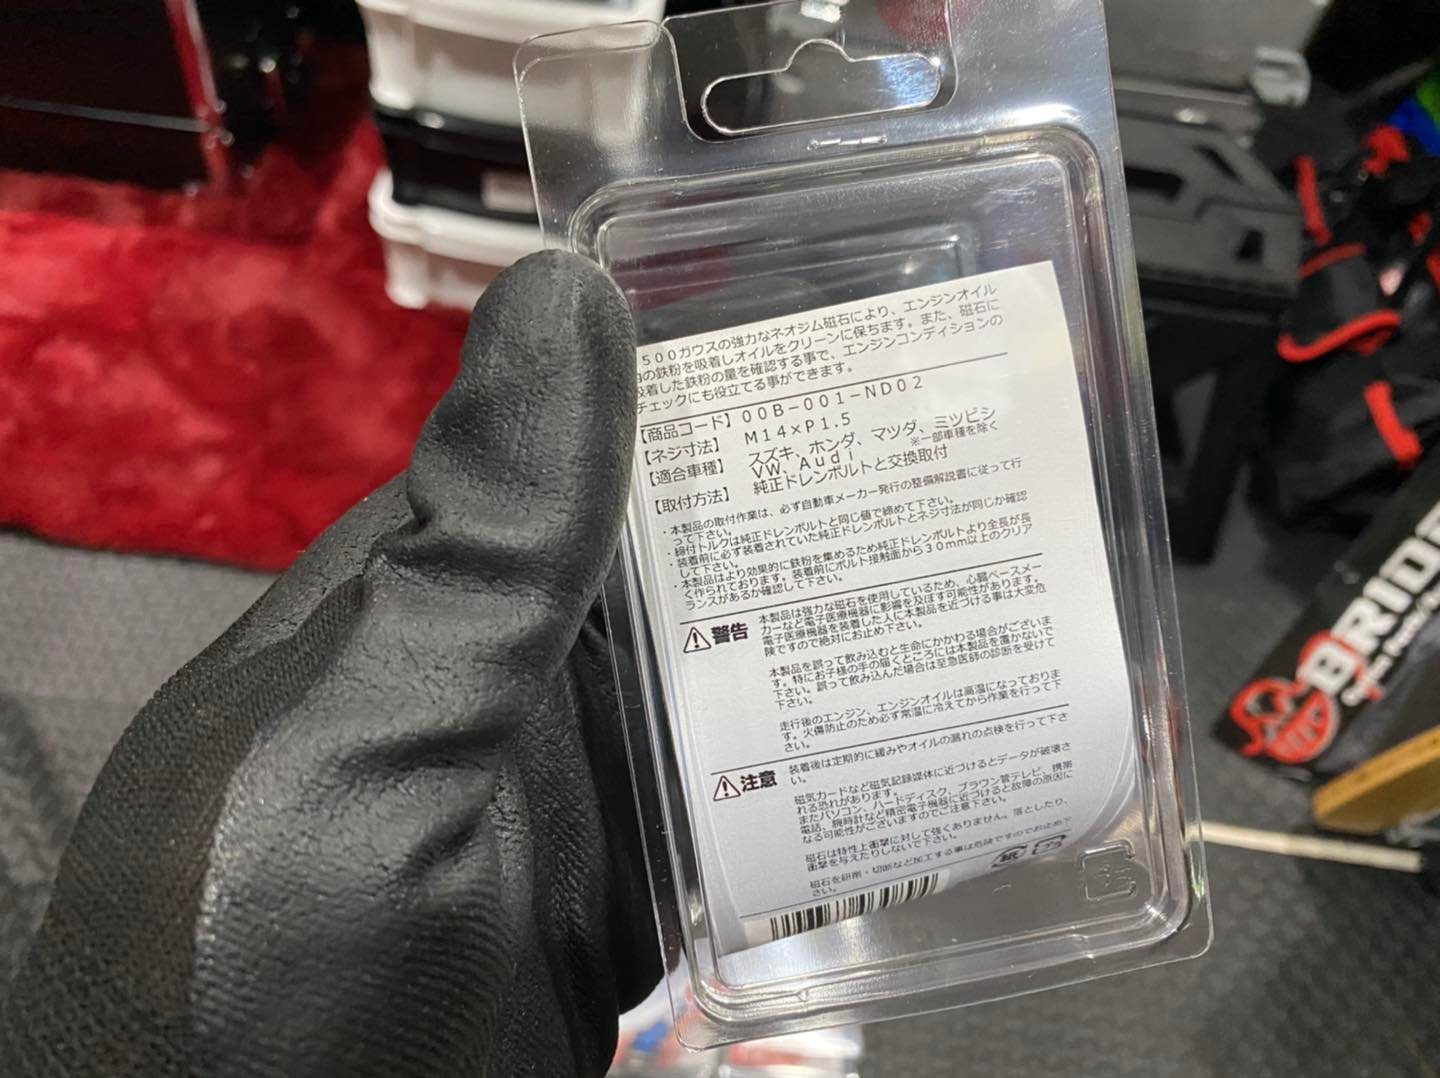 500ガウスの強力なネオジム磁石により、エンジンオイル
の鉄粉を吸着しオイルをクリーンに保ちます。また、磁石に
着した鉄粉の量を確認する事で、エンジンコンディションの
チェックにも役立てる事ができます。
【商品コード】00B-001-ND02
【ネジ寸法】 M14×P1.5
【適合車種】 スズキ、ホンダ、マツダ、ミツビシ
VW、Audi ※一部車種を除く
【取付方法】 純正ドレンボルトと交換取付
・本製品の取付作業は、必ず自動車メーカー発行の整備解説書に従って行
って下さい。
・締付トルクは純正ドレンボルトと同じ値で締めて下さい。
・装着前に必ず装着されていた純正ドレンボルトとネジ寸法が同じか確認
して下さい。
・本製品はより効果的に鉄粉を集めるため純正ドレンボルトより全長が長
く作られております。装着前にボルト接触面から30mm以上のクリア
ランスがあるか確認して下さい。
警告
本製品は強力な磁石を使用しているため、心臓ペースメー
カーなど電子医療機器に影響を及ぼす可能性があります。
電子医療機器を装着した人に本製品を近づける事は大変危
険ですので絶対にお止め下さい。
本製品を誤って飲み込むと生命にかかわる場合がございま
す。特にお子様の手の届くところには本製品を置かないで
下さい。誤って飲み込んだ場合は至急医師の診断を受けて
下さい。
走行後のエンジン、エンジンオイルは高温になっておりま
す。火傷防止のため必ず常温に冷えてから作業を行って下
さい。
注意
装着後は定期的に緩みやオイルの漏れの点検を行って下さ
い。
磁気カードなど磁気記録媒体に近づけるとデータが破壊さ
れる恐れがあります。
またパソコン、ハードディスク、ブラウン管テレビ、携帯
電話、腕時計など精密電子機器に近づけると故障の原因に
なる可能性がございますのでご注意下さい。
磁石は特性上衝撃に対して強くありません。落としたり、
衝撃を与えたりしないで下さい。
磁石を研削・切断など加工する事は危険ですのでお止め下
さい。
紙
プラ
BRIDE